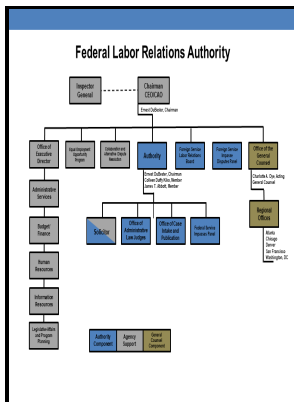 Federal Labor Relations Authority
Inspector
General
Chairman
CEO/CAO
Ernest DuBester, Chairman
Office of
Executive
Director
Equal Employment
Opportunity
Program
Collaboration and
Alternative Dispute
Resolution
Authority
Foreign Service
Labor Relations
Board
Foreign Service
Impasse
Disputes Panel
Office of the
General
Counsel
Ernest DuBester, Chairman
Colleen Duffy Kiko, Member
James T. Abbott, Member
Charlotte A. Dye, Acting
General Counsel
Administrative
Services
Solicitor
Office of
Administrative
Law Judges
Office of Case
Intake and
Publication
Federal Service
Impasses Panel
Regional
Offices
Budget/
Finance
Atlanta
Chicago
Denver
San Francisco
Washington, DC
Human
Resources
Information
Resources
Legislative Affairs
and Program
Planning
Authority
Component
Agency
Support
General
Counsel
Component